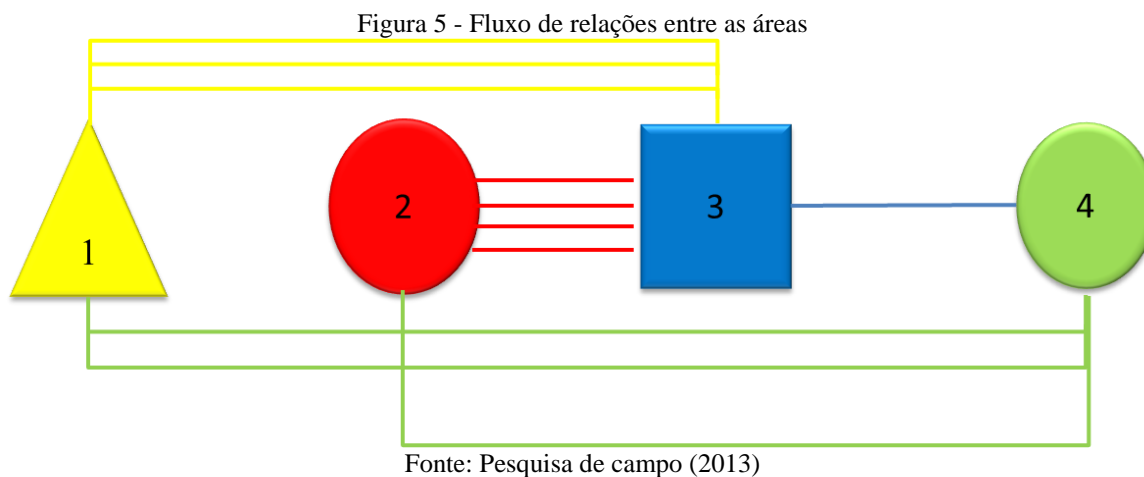 Figura 5 - Fluxo de relações entre as áreas
1
2
3
4
Fonte: Pesquisa de campo (2013)